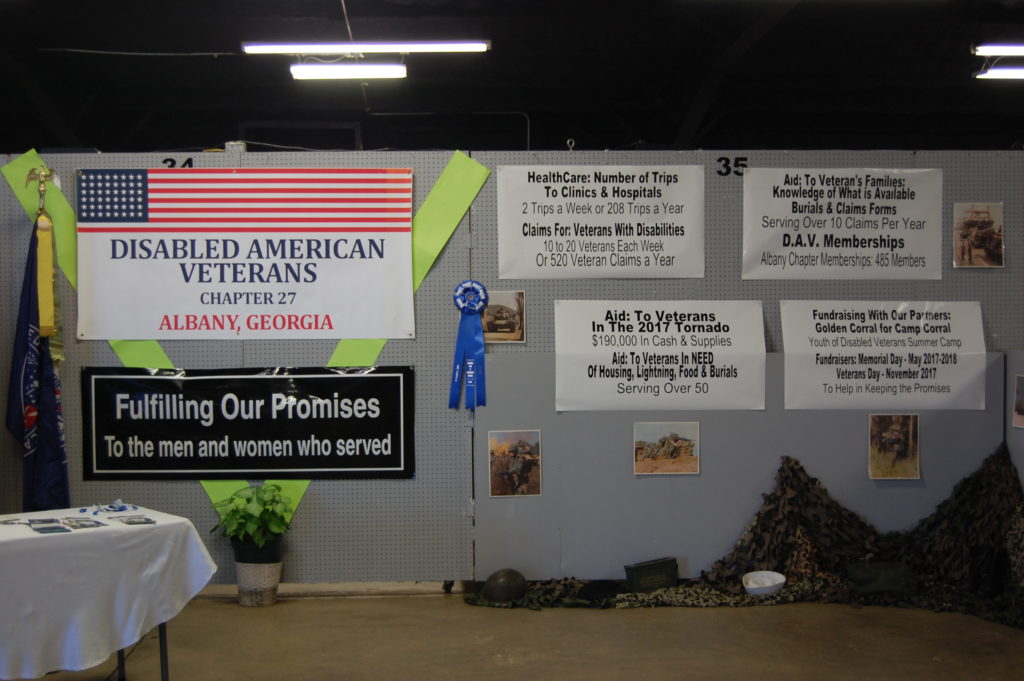 34
DISABLED AMERICAN
VETERANS
CHAPTER 27
ALBANY, GEORGIA
Fulfilling Our Promises
To the men and women who served
35
HealthCare: Number of Trips
To Clinics & Hospitals
2 Trips a Week or 208 Trips a Year
Claims For: Veterans With Disabilities
10 to 20 Veterans Each Week
Or 520 Veteran Claims a Year
Aid: To Veteran's Families:
Knowledge of What is Available
Burials & Claims Forms
Serving Over 10 Claims Per Year
D.A.V. Memberships
Albany Chapter Memberships: 485 Members
Aid: To Veterans
In The 2017 Tornado
$190,000 In Cash & Supplies
Aid: To Veterans In NEED
Of Housing, Lightning, Food & Burials
Serving Over 50
Fundraising With Our Partners:
Golden Corral for Camp Corral
Youth of Disabled Veterans Summer Camp
Fundraisers: Memorial Day - May 2017-2018
Veterans Day - November 2017
To Help in Keeping the Promises